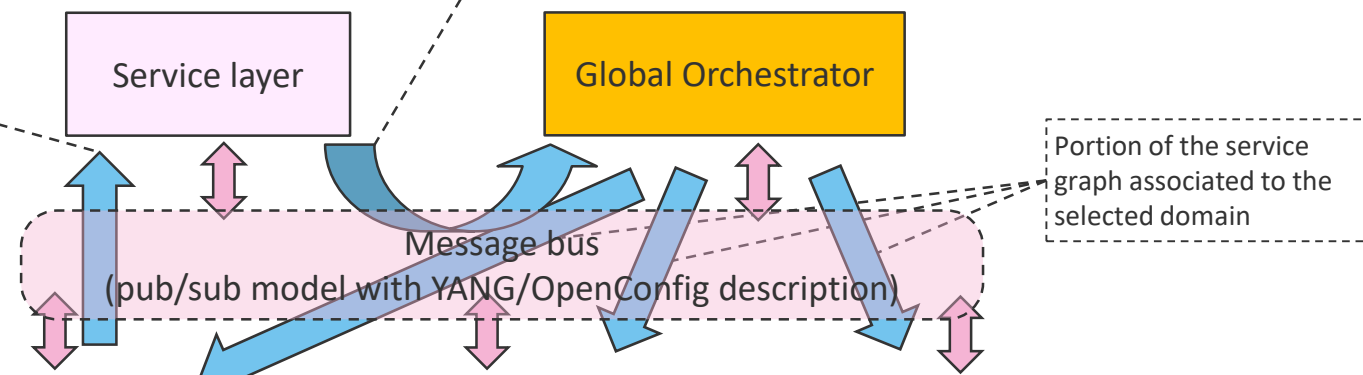 Service layer
Global Orchestrator
Portion of the service
graph associated to the
selected domain
Message bus
(pub/sub model with YANG/OpenConfig description)